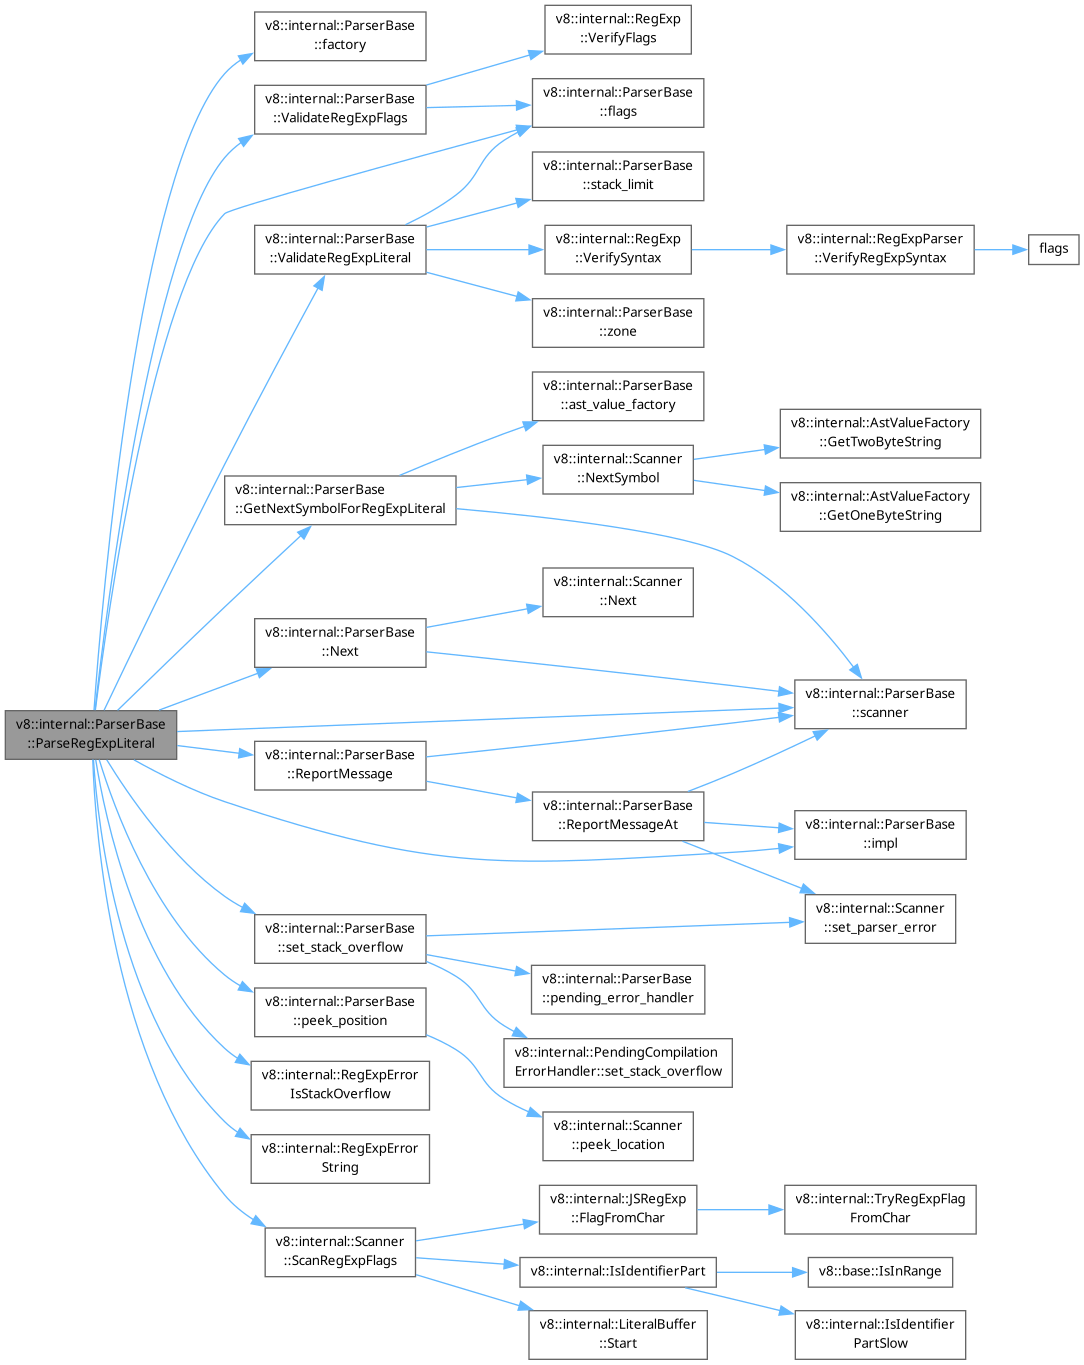 v8::internal::ParserBase
::ParseRegExpLiteral
v8::internal::ParserBase
::factory
v8::internal::ParserBase
::ValidateRegExpFlags
v8::internal::RegExp
::VerifyFlags
v8::internal::ParserBase
::flags
v8::internal::ParserBase
::ValidateRegExpLiteral
v8::internal::ParserBase
::stack_limit
v8::internal::RegExp
::VerifySyntax
v8::internal::RegExpParser
::VerifyRegExpSyntax
flags
v8::internal::ParserBase
::zone
v8::internal::ParserBase
::GetNextSymbolForRegExpLiteral
v8::internal::ParserBase
::ast_value_factory
v8::internal::Scanner
::NextSymbol
v8::internal::AstValueFactory
::GetTwoByteString
v8::internal::AstValueFactory
::GetOneByteString
v8::internal::ParserBase
::Next
v8::internal::Scanner
::Next
v8::internal::ParserBase
::scanner
v8::internal::ParserBase
::ReportMessage
v8::internal::ParserBase
::ReportMessageAt
v8::internal::ParserBase
::impl
v8::internal::Scanner
::set_parser_error
v8::internal::ParserBase
::set_stack_overflow
v8::internal::ParserBase
::pending_error_handler
v8::internal::PendingCompilation
ErrorHandler::set_stack_overflow
v8::internal::ParserBase
::peek_position
v8::internal::Scanner
::peek_location
v8::internal::RegExpError
IsStackOverflow
v8::internal::RegExpError
String
v8::internal::Scanner
::ScanRegExpFlags
v8::internal::JSRegExp
::FlagFromChar
v8::internal::TryRegExpFlag
FromChar
v8::internal::IsIdentifierPart
v8::base::IsInRange
v8::internal::IsIdentifier
PartSlow
v8::internal::LiteralBuffer
::Start